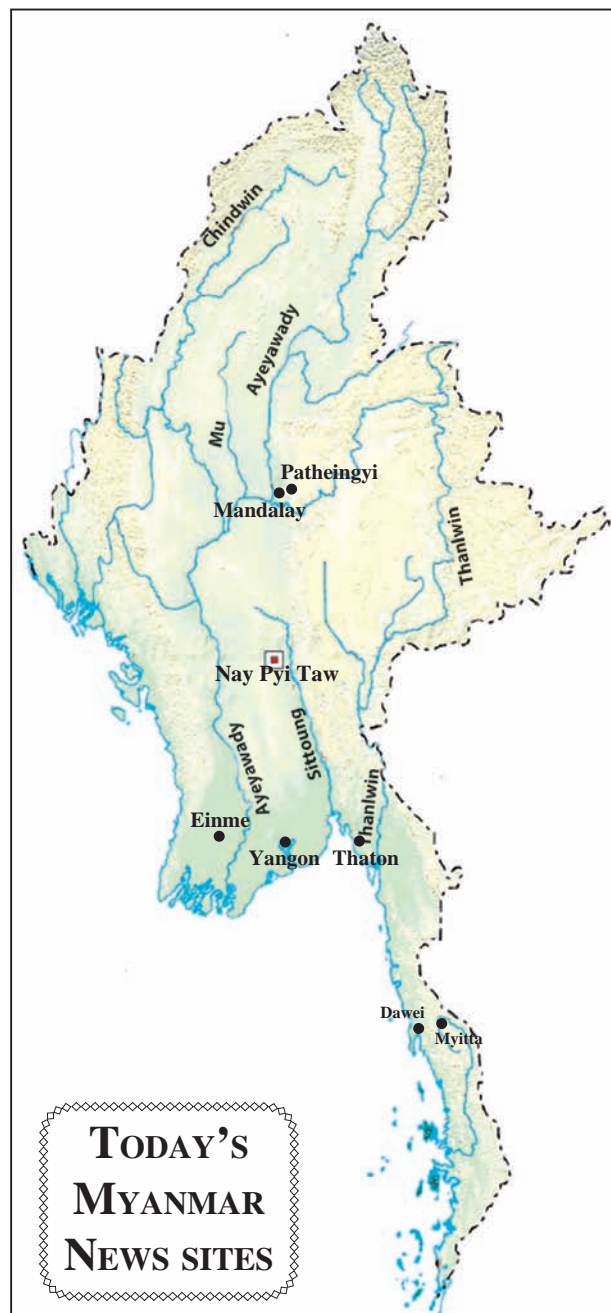 Chindwin
Ayeyawady
Mu
Patheingyi
Mandalay
Thanlwin
Nay Pyi Taw
Sittoung
Ayeyawady
Thanlwin
Einme
Yangon
Thaton
Dawei
Myitta
TODAY'S
MYANMAR
NEWS SITES